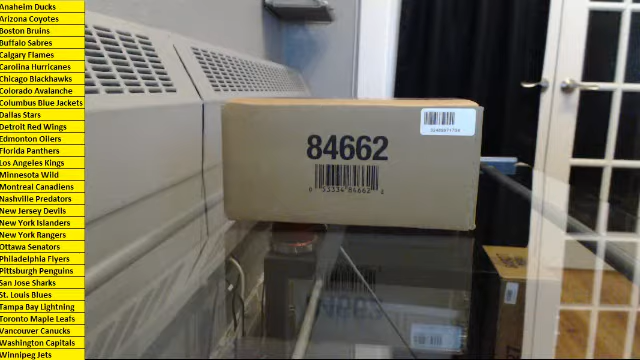 Anaheim Ducks
Arizona Coyotes
Boston Bruins
Buffalo Sabres
Calgary Flames
Carolina Hurricanes
Chicago Blackhawks
Colorado Avalanche
Columbus Blue Jackets
Dallas Stars
Detroit Red Wings
Edmonton Oilers
Florida Panthers
Los Angeles Kings
Minnesota Wild
Montreal Canadiens
Nashville Predators
New Jersey Devils
New York Islanders
New York Rangers
Ottawa Senators
Philadelphia Flyers
Pittsburgh Penguins
San Jose Sharks
St. Louis Blues
Tampa Bay Lightning
Toronto Maple Leafs
Vancouver Canucks
Washington Capitals
Winnipeg Jets
84662